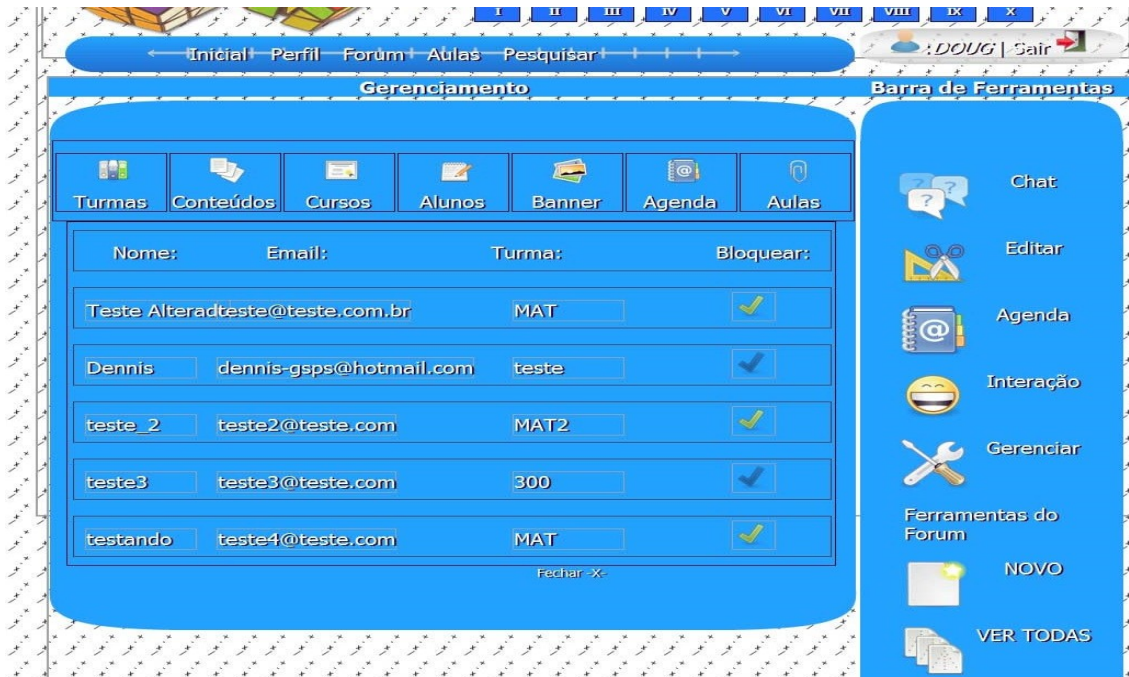 I II III IV V VI VII VIII IX X
Inicial Perfil Forum Aulas Pesquisar
:DOUG | Sair
Gerenciamento
Barra de Ferramentas
Turmas Conteúdos Cursos Alunos Banner Agenda Aulas
Nome: Email: Turma: Bloquear:
Teste Alterad teste@teste.com.br MAT
Dennis dennis-gsps@hotmail.com teste
teste_2 teste2@teste.com MAT2
teste3 teste3@teste.com 300
testando teste4@teste.com MAT
Fechar -X-
Chat
Editar
Agenda
Interação
Gerenciar
Ferramentas do
Forum
NOVO
VER TODAS